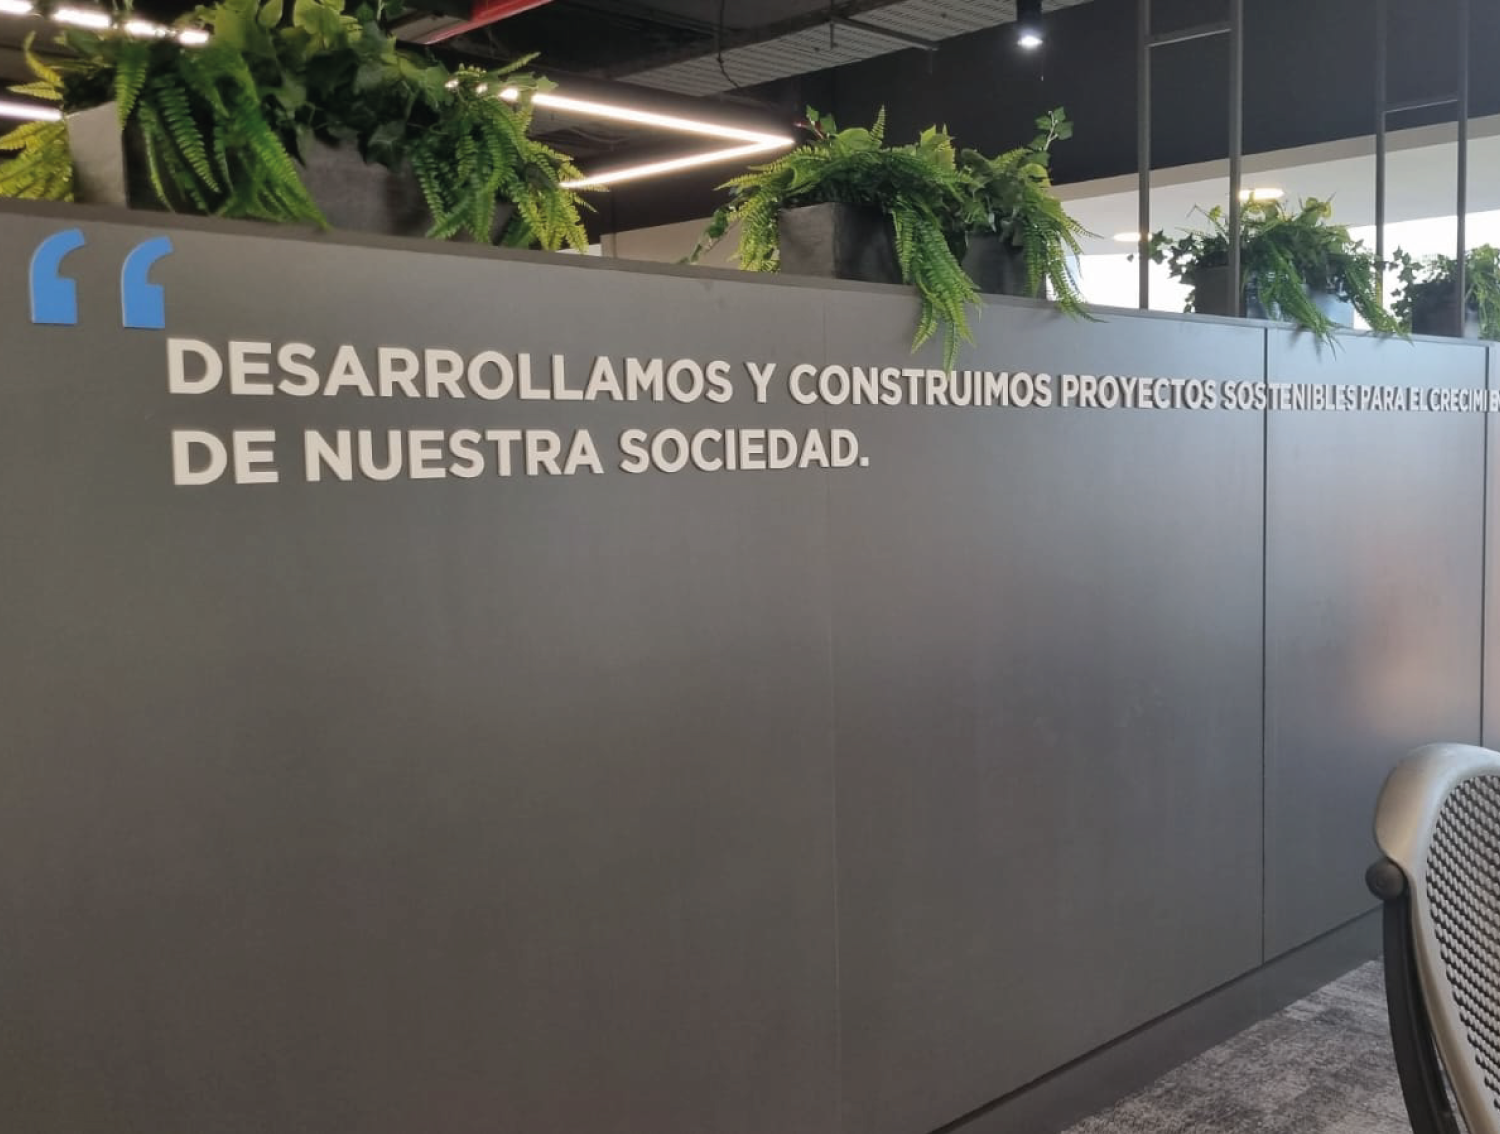 “DESARROLLAMOS Y CONSTRUIMOS PROYECTOS SOSTENIBLES PARA EL
DE NUESTRA SOCIEDAD.